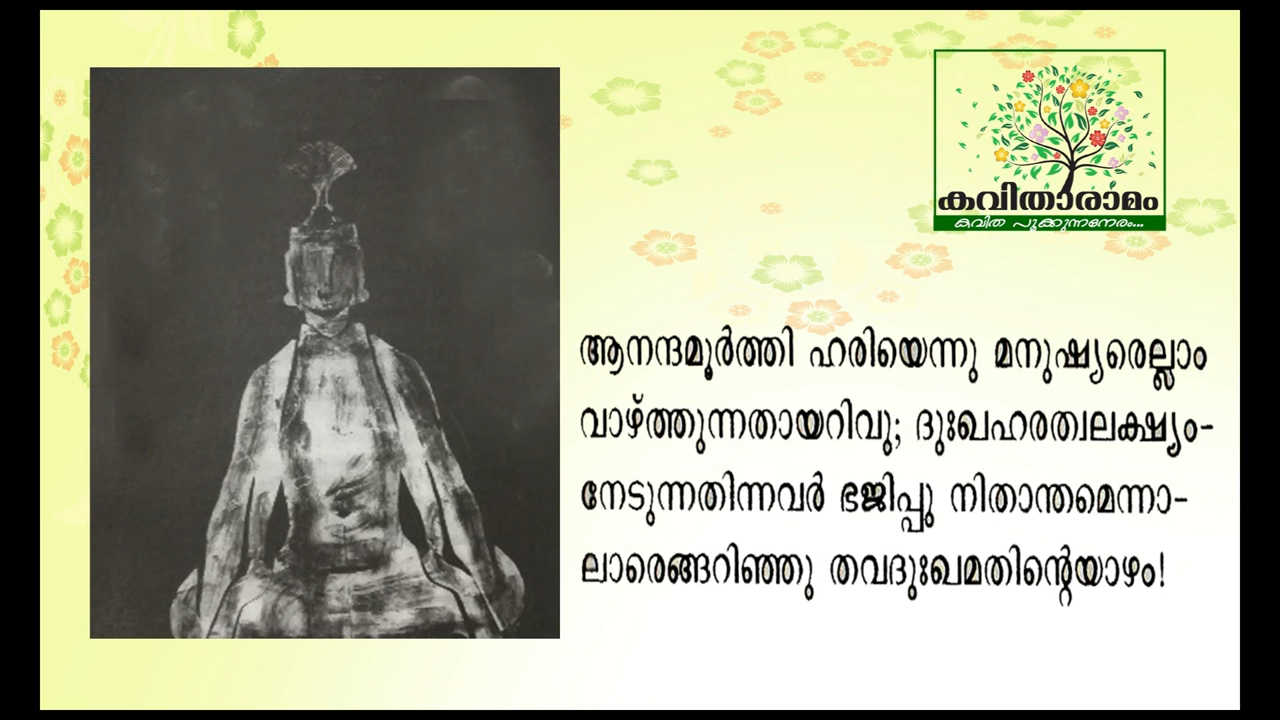 കവിതാരാമം
കവിത പൂക്കുന്നനേരം...
ആനന്ദമൂർത്തി ഹരിയെന്നു മനുഷ്യരെല്ലാം
വാഴ്ത്തുന്നതായറിവു; ദുഃഖഹരത്വലക്ഷ്യം-
നേടുന്നതിന്നവർ ഭജിപ്പൂ നിതാന്തമെന്നാ-
ലാരെങ്ങറിഞ്ഞു തവദുഃഖമതിന്റെയാഴം!